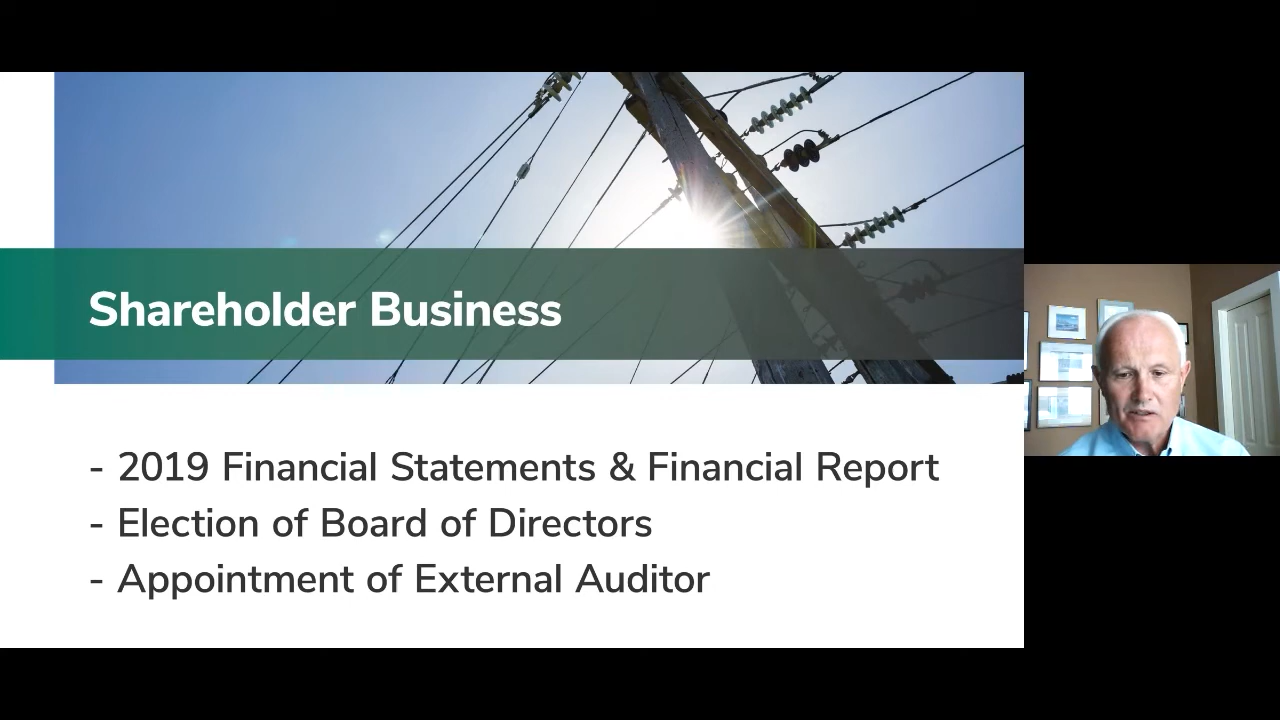 Shareholder Business
- 2019 Financial Statements & Financial Report
- Election of Board of Directors
- Appointment of External Auditor